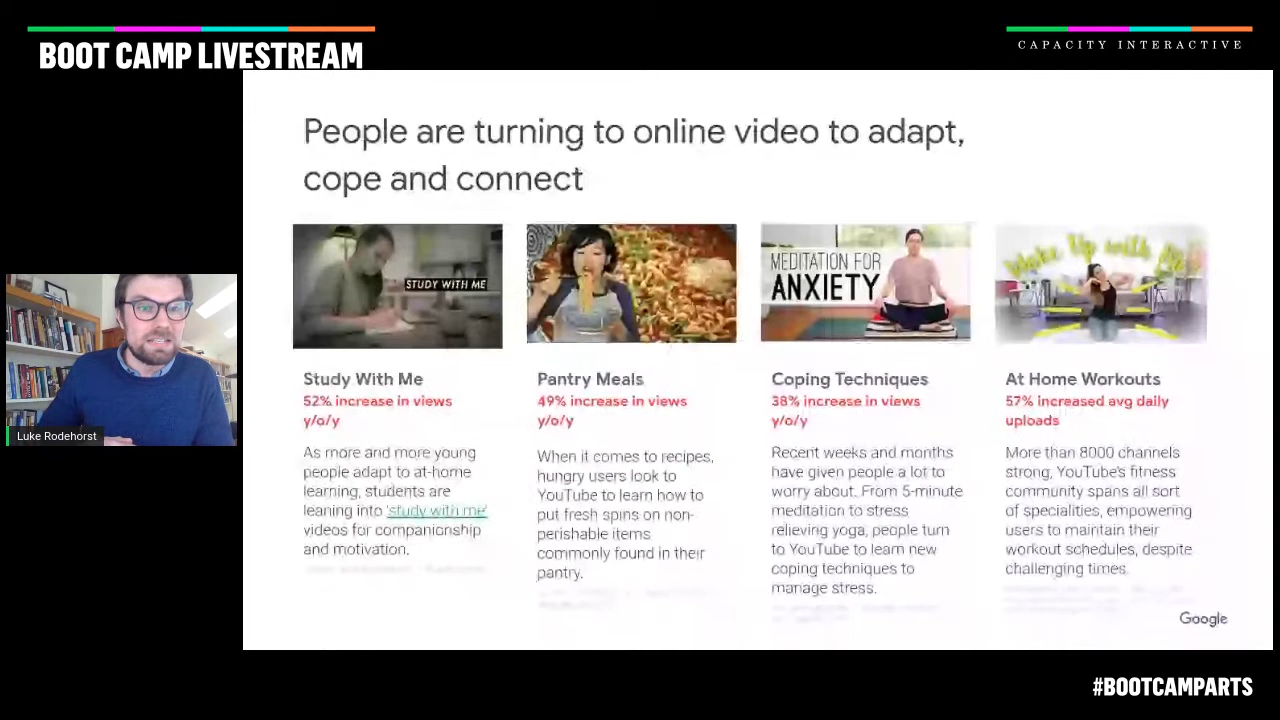 BOOT CAMP LIVESTREAM
CAPACITY INTERACTIVE
People are turning to online video to adapt,
cope and connect
STUDY WITH ME
MEDITATION FOR
ANXIETY
Wake Up with
Study With Me
52% increase in views
y/o/y
As more and more young
people adapt to at-home
learning, students are
leaning into 'study with me'
videos for companionship
and motivation.
Pantry Meals
49% increase in views
y/o/y
When it comes to recipes,
hungry users look to
YouTube to learn how to
put fresh spins on non-
perishable items
commonly found in their
pantry.
Coping Techniques
38% increase in views
y/o/y
Recent weeks and months
have given people a lot to
worry about. From 5-minute
meditation to stress
relieving yoga, people turn
to YouTube to learn new
coping techniques to
manage stress.
At Home Workouts
57% increased avg daily
uploads
More than 8000 channels
strong, YouTube's fitness
community spans all sort
of specialities, empowering
users to maintain their
workout schedules, despite
challenging times.
Google
Luke Rodehorst
#BOOTCAMPARTS